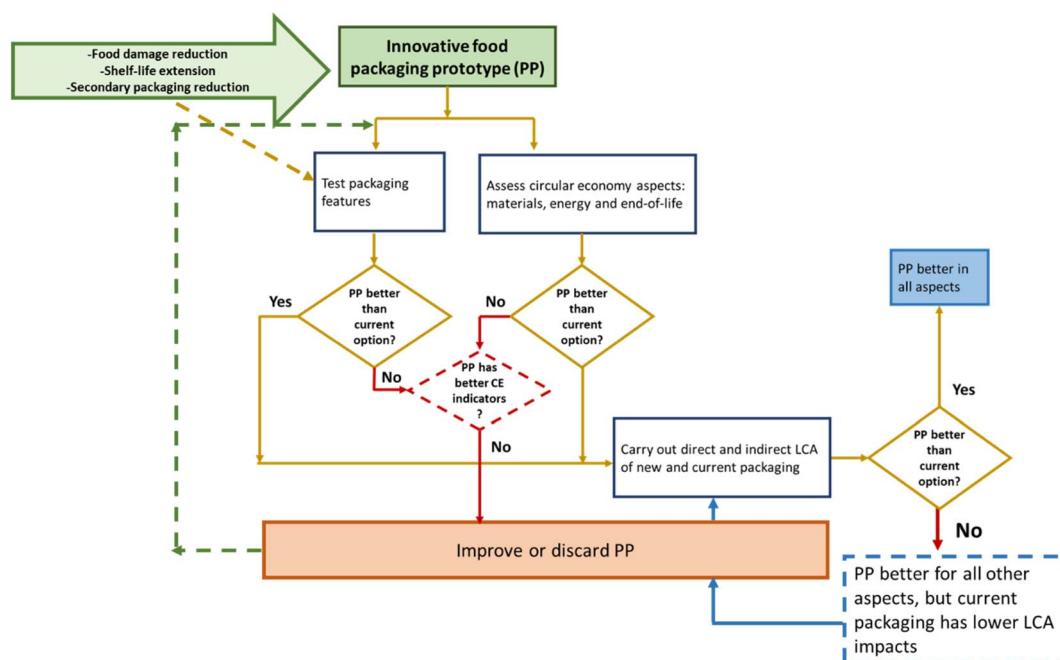 -Food damage reduction
-Shelf-life extension
-Secondary packaging reduction
Innovative food
packaging prototype (PP)
Test packaging
features
Assess circular economy aspects:
materials, energy and end-of-life
PP better in
all aspects
Yes
PP better
than
current
option?
No
PP better
than
current
option?
No
PP has
better CE
indicators
?
No
Yes
Carry out direct and indirect LCA
of new and current packaging
PP better
than
current
option?
No
Improve or discard PP
PP better for all other
aspects, but current
packaging has lower LCA
impacts